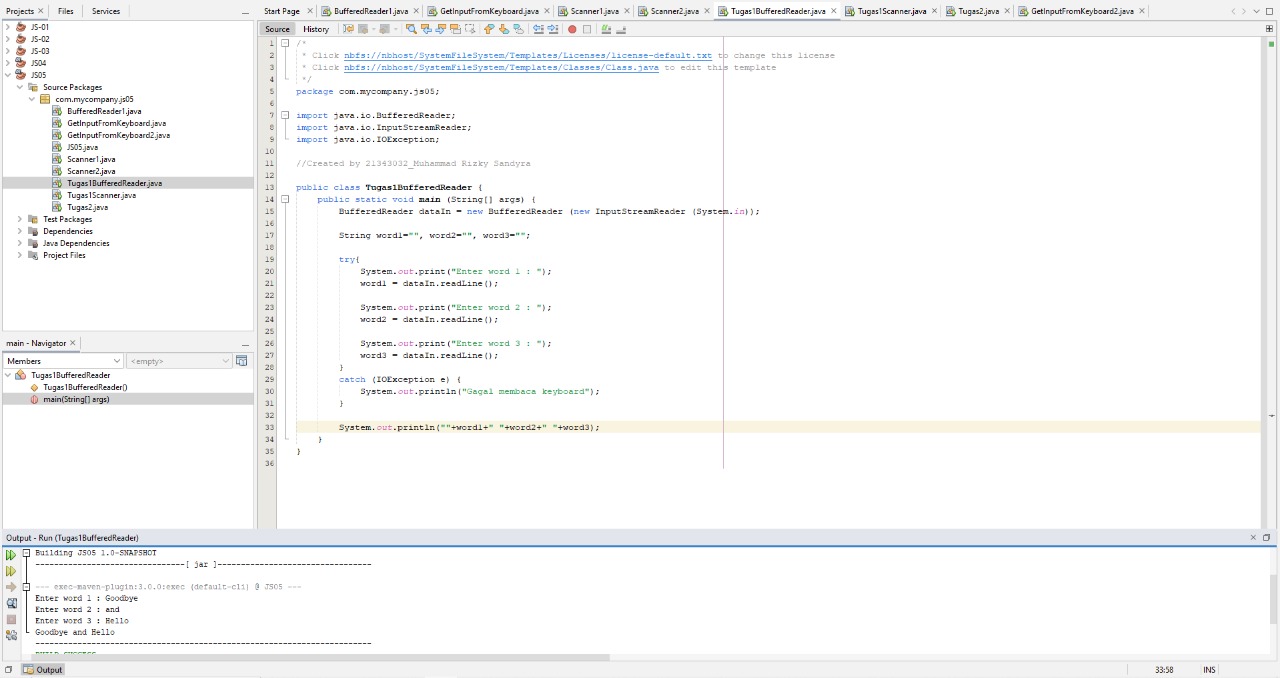 Projects Files Services
Start Page BufferedReader1.java GetInputFromKeyboard.java Scanner1.java Scanner2.java Tugas1BufferedReader.java Tugas1Scanner.java Tugas2.java GetInputFromKeyboard2.java
JS-01
JS-02
JS-03
JS04
JS05
Source Packages
com.mycompany.js05
BufferedReader1.java
GetInputFromKeyboard.java
GetInputFromKeyboard2.java
JS05.java
Scanner1.java
Scanner2.java
Tugas1BufferedReader.java
Tugas1Scanner.java
Tugas2.java
Test Packages
Dependencies
Java Dependencies
Project Files
main - Navigator
Members <empty>
Tugas1BufferedReader
Tugas1BufferedReader()
main(String[] args)
Source History
1 /*
2 * Click nbfs://nbhost/SystemFileSystem/Templates/Licenses/license-default.txt to change this license
3 * Click nbfs://nbhost/SystemFileSystem/Templates/Classes/Class.java to edit this template
4 */
5 package com.mycompany.js05;
6
7 import java.io.BufferedReader;
8 import java.io.InputStreamReader;
9 import java.io.IOException;
10
11 //Created by 21343032_Muhammad Rizky Sandyra
12
13 public class Tugas1BufferedReader {
14 public static void main (String[] args) {
15 BufferedReader dataIn = new BufferedReader (new InputStreamReader (System.in));
16
17 String word1="", word2="", word3="";
18
19 try{
20 System.out.print("Enter word 1 : ");
21 word1 = dataIn.readLine();
22
23 System.out.print("Enter word 2 : ");
24 word2 = dataIn.readLine();
25
26 System.out.print("Enter word 3 : ");
27 word3 = dataIn.readLine();
28 }
29 catch (IOException e) {
30 System.out.println("Gagal membaca keyboard");
31 }
32
33 System.out.println(""+word1+" "+word2+" "+word3);
34 }
35 }
36
Output - Run (Tugas1BufferedReader)
Building JS05 1.0-SNAPSHOT
--------------------------------[ jar ]---------------------------------
--- exec-maven-plugin:3.0.0:exec (default-cli) @ JS05 ---
Enter word 1 : Goodbye
Enter word 2 : and
Enter word 3 : Hello
Goodbye and Hello
------------------------------------------------------------------------
Output
33:58 INS